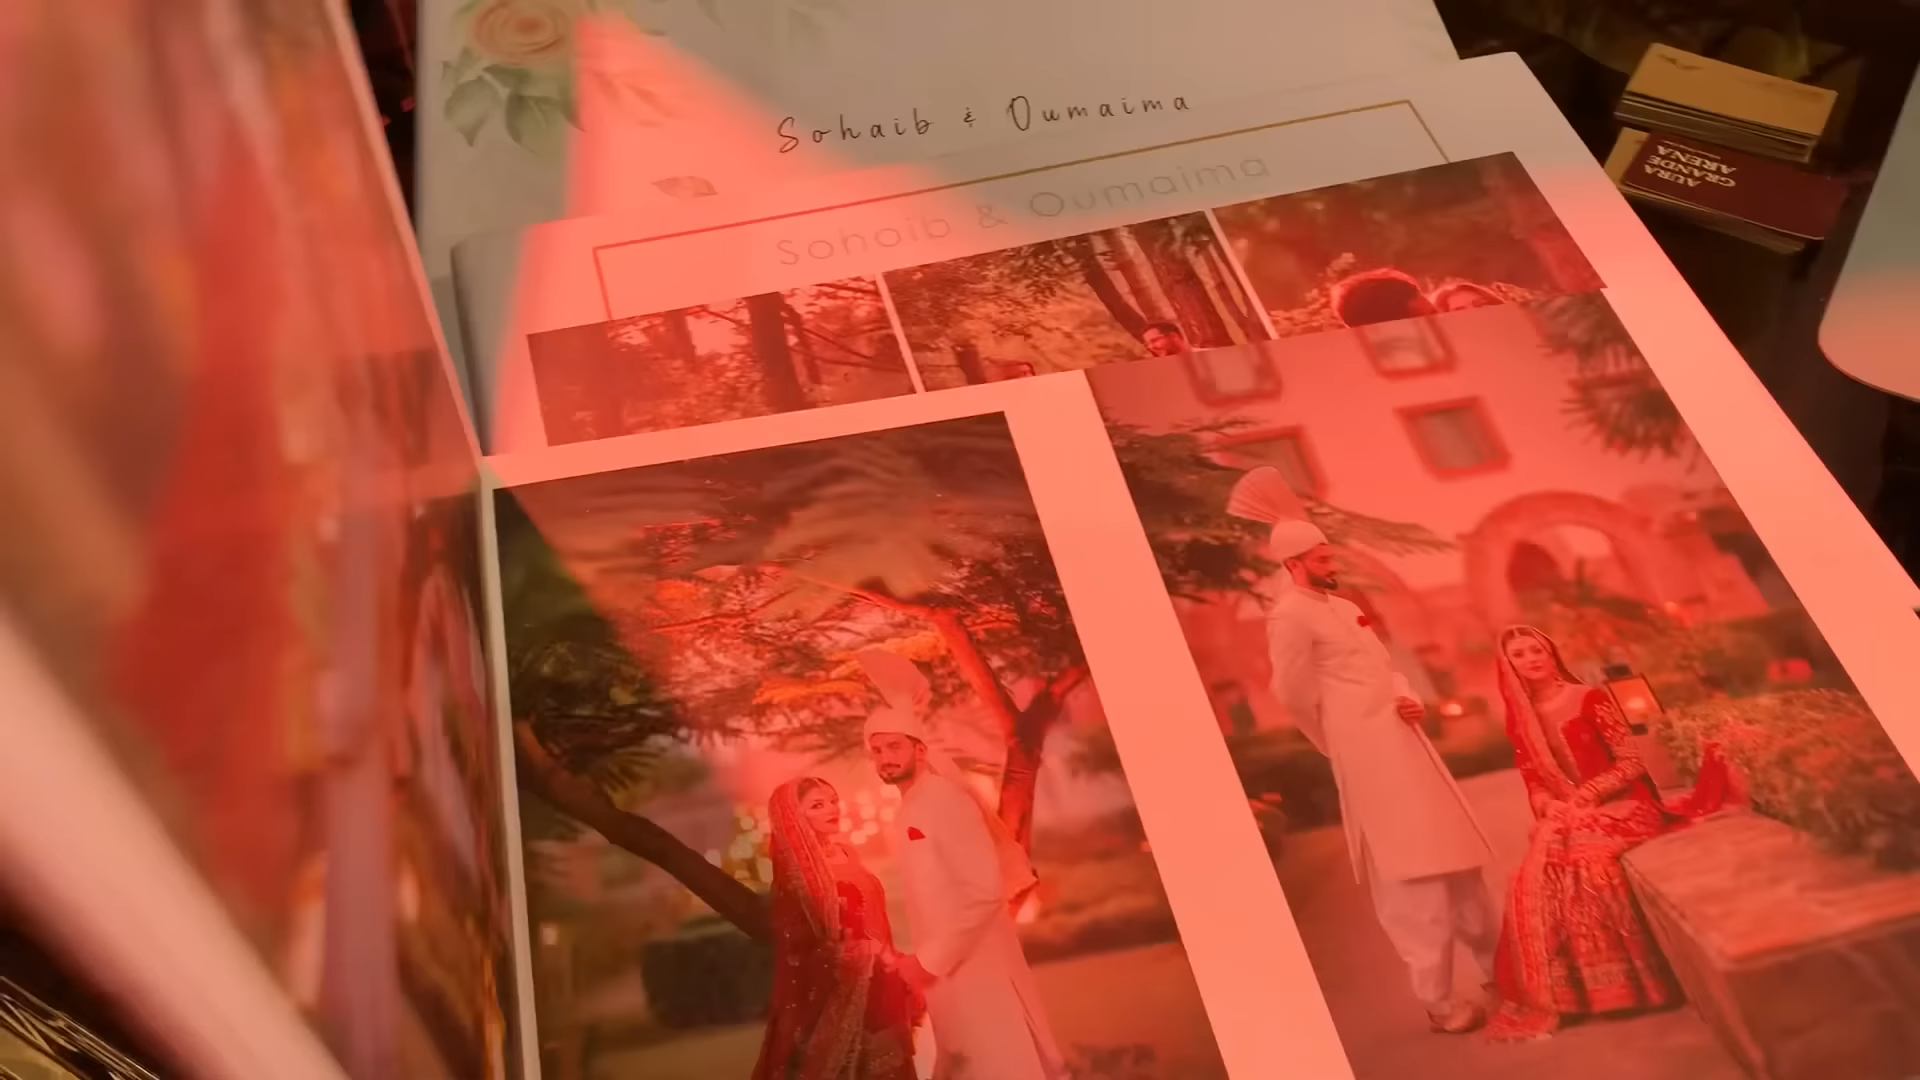 Sohaib & Oumaima
Sohaib & Oumaima
AURA
GRANDE
ARENA